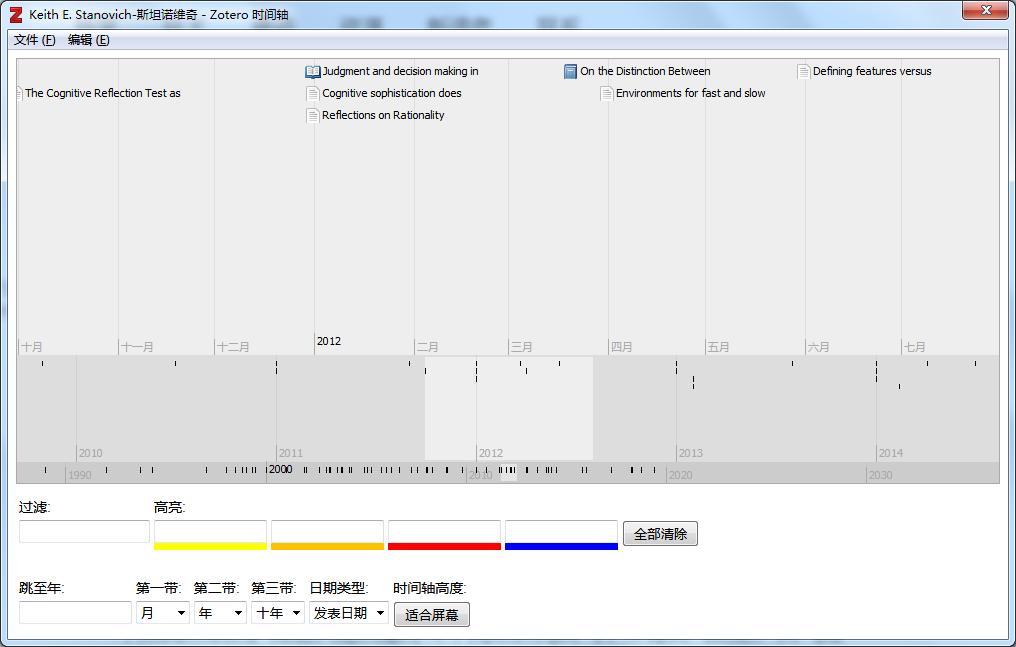 Keith E. Stanovich-斯坦诺维奇 - Zotero 时间轴
文件 (F) 编辑 (E)
Judgment and decision making in On the Distinction Between Defining features versus
The Cognitive Reflection Test as Cognitive sophistication does Environments for fast and slow
Reflections on Rationality
十月 十一月 十二月 2012 二月 三月 四月 五月 六月 七月
2010 2011 2012 2013 2014
1990 2000 2010 2020 2030
过滤: 高亮:
全部清除
跳至年: 第一带: 第二带: 第三带: 日期类型: 时间轴高度:
月 年 十年 发表日期 适合屏幕